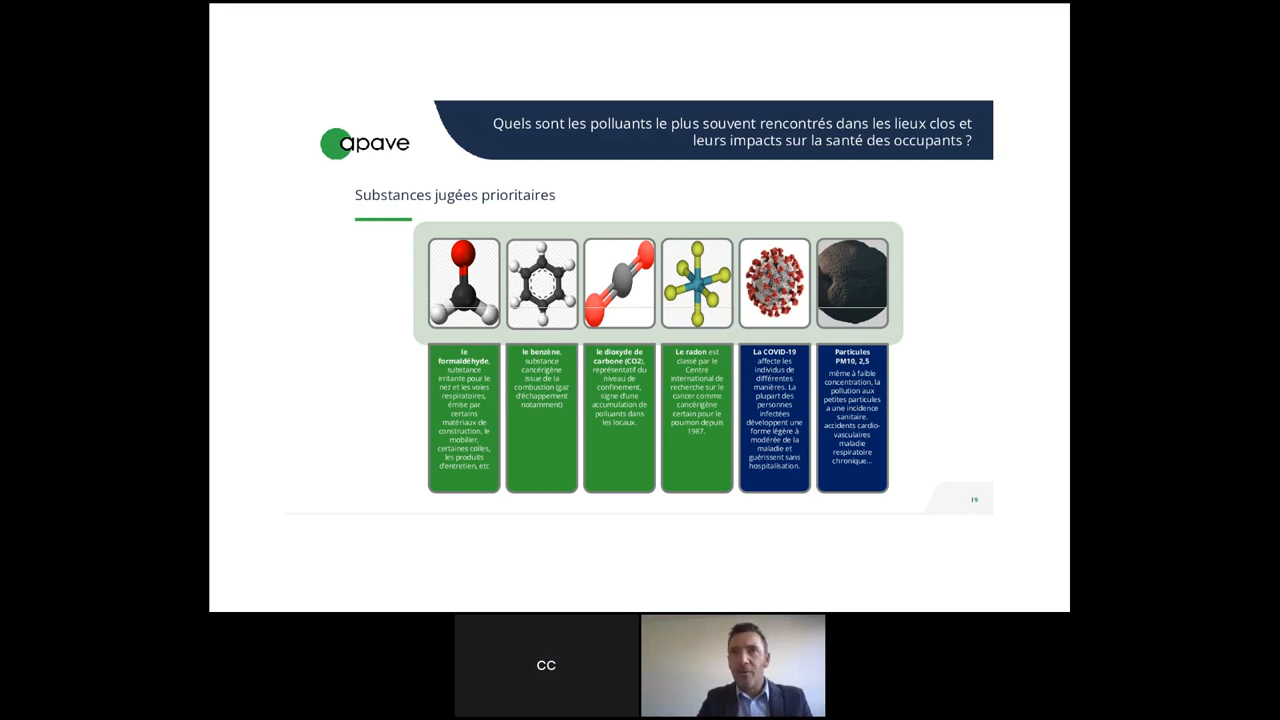 apave
Quels sont les polluants le plus souvent rencontrés dans les lieux clos et
leurs impacts sur la santé des occupants ?
Substances jugées prioritaires
le
formaldéhyde,
substance
irritante pour le
nez et les voies
respiratoires,
émise par
certains
matériaux de
construction, le
mobilier,
certaines colles,
les produits
d'entretien, etc
le benzène,
substance
cancérigène
issue de la
combustion (gaz
d'échappement
notamment)
le dioxyde de
carbone (CO2),
représentatif du
niveau de
confinement,
signe d'une
accumulation de
polluants dans
les locaux.
Le radon est
classé par le
Centre
international de
recherche sur le
cancer comme
cancérigène
certain pour le
poumon depuis
1987.
La COVID-19
affecte les
individus de
différentes
manières. La
plupart des
personnes
infectées
développent une
forme légère à
modérée de la
maladie et
guérissent sans
hospitalisation.
Particules
PM10, 2,5
même à faible
concentration, la
pollution aux
petites particules
a une incidence
sanitaire.
accidents cardio-
vasculaires
maladie
respiratoire
chronique...
19
CC